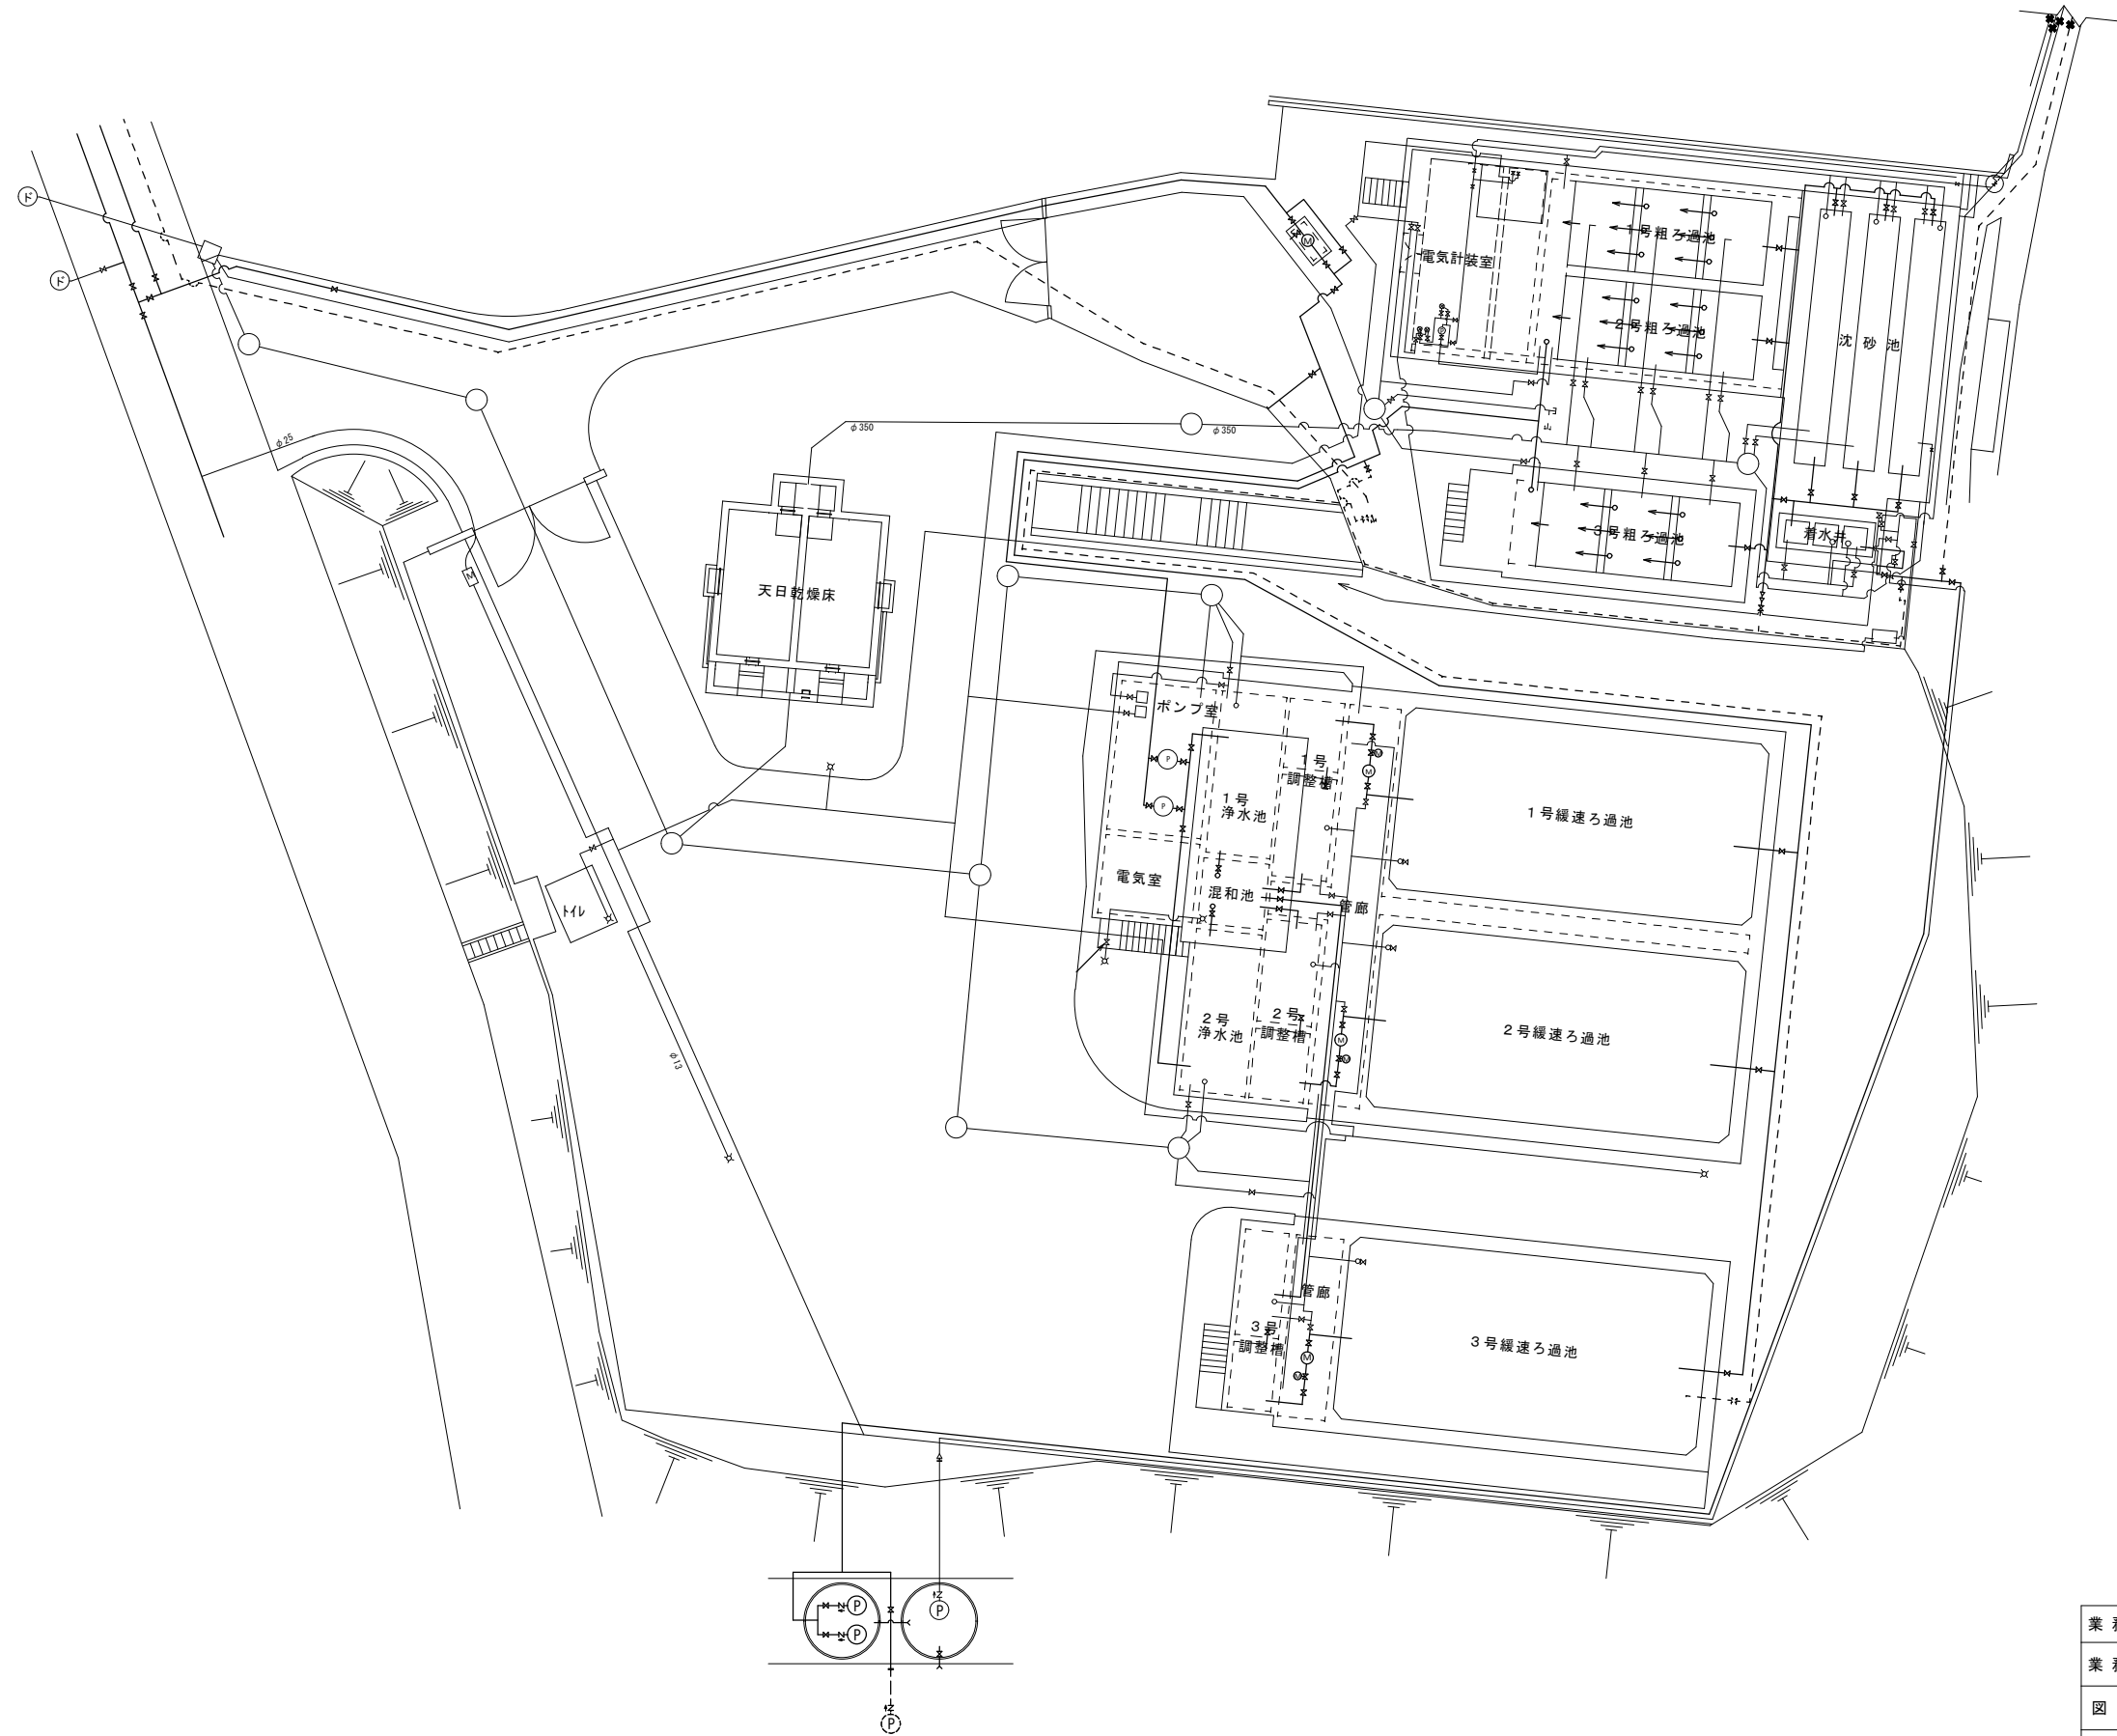 ド
ド
φ25
φ350
φ350
M
電気計装室
1号粗ろ過池
2号粗ろ過池
沈砂池
3号粗ろ過池
着水井
M
天日乾燥床
ポンプ室
P
P
1号
調整槽
M
M
1号
浄水池
1号緩速ろ過池
電気室
混和池
管廊
トイレ
2号
浄水池
2号
調整槽
M
M
2号緩速ろ過池
φ13
管廊
3号
調整槽
M
M
3号緩速ろ過池
P
P
P
P
業
業
図